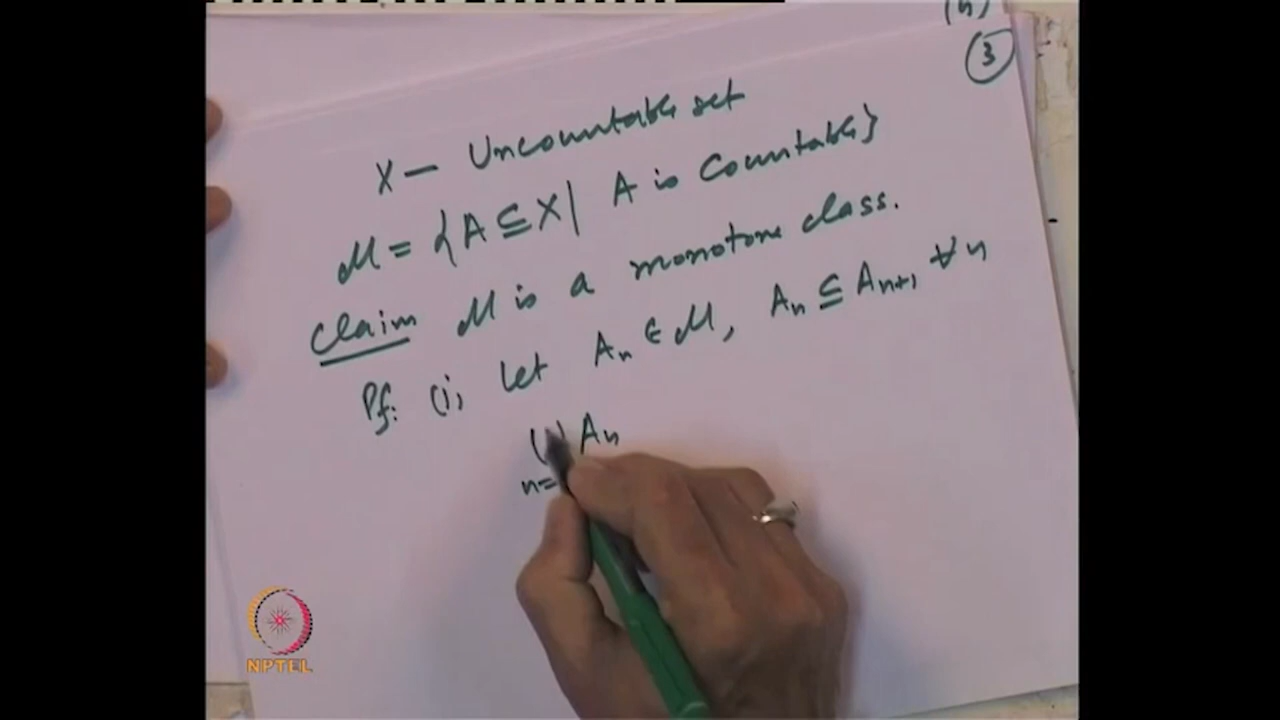 (n)
③
X — Uncountable set
M = {A ⊆ X | A is Countable}
Claim M is a monotone class.
Pf: (i) Let Aₙ ∈ M, Aₙ ⊆ Aₙ₊₁ ∀ n
⋃ Aₙ
n=
NPTEL